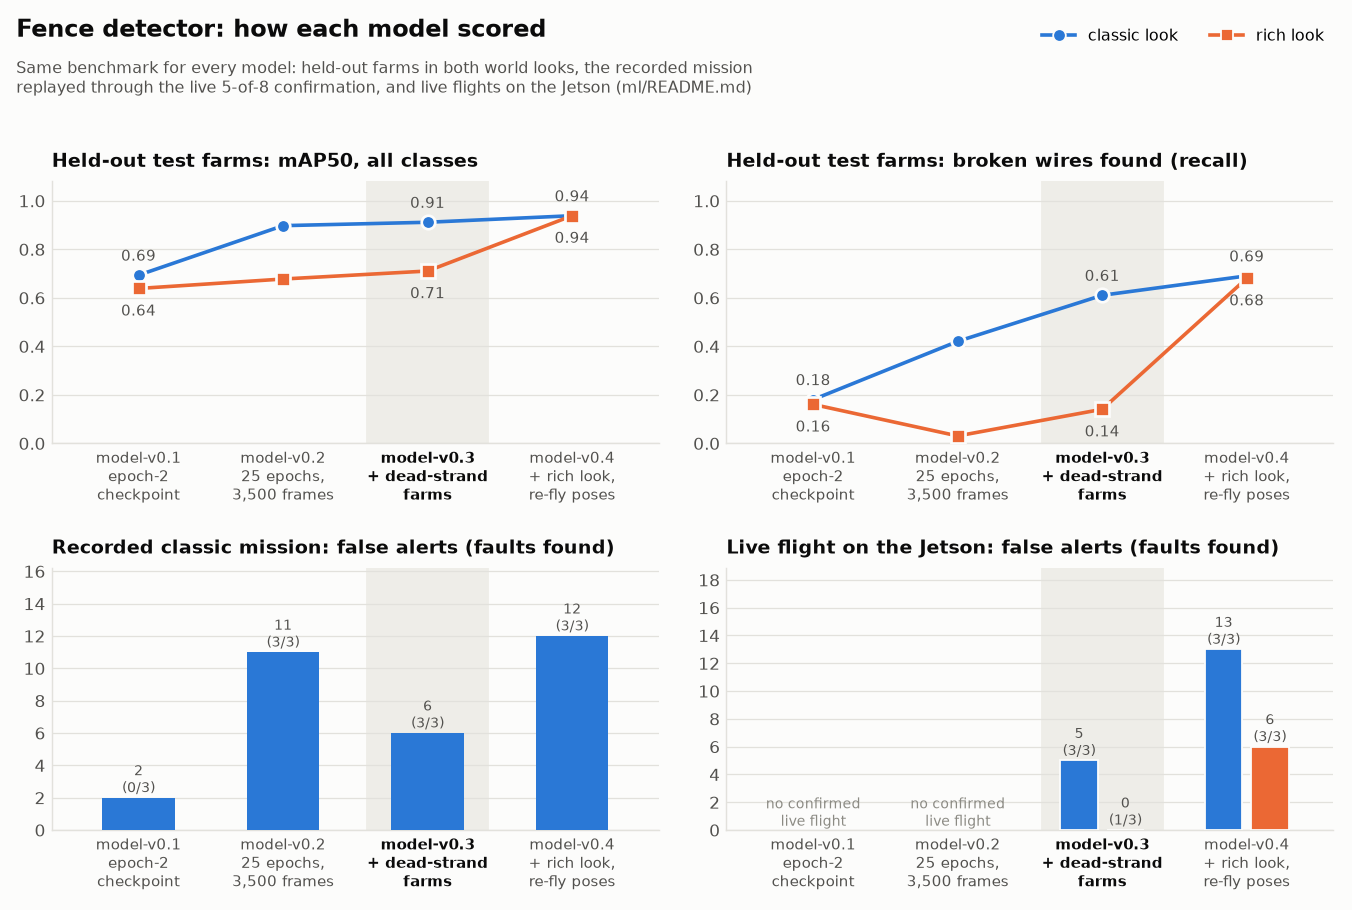 Fence detector: how each model scored
classic look
rich look
Same benchmark for every model: held-out farms in both world looks, the recorded mission
replayed through the live 5-of-8 confirmation, and live flights on the Jetson (ml/README.md)
Held-out test farms: mAP50, all classes
1.0
0.8
0.6
0.4
0.2
0.0
0.69
0.64
0.91
0.71
0.94
0.94
model-v0.1
epoch-2
checkpoint
model-v0.2
25 epochs,
3,500 frames
model-v0.3
+ dead-strand
farms
model-v0.4
+ rich look,
re-fly poses
Held-out test farms: broken wires found (recall)
1.0
0.8
0.6
0.4
0.2
0.0
0.18
0.16
0.61
0.14
0.69
0.68
model-v0.1
epoch-2
checkpoint
model-v0.2
25 epochs,
3,500 frames
model-v0.3
+ dead-strand
farms
model-v0.4
+ rich look,
re-fly poses
Recorded classic mission: false alerts (faults found)
16
14
12
10
8
6
4
2
0
2
(0/3)
11
(3/3)
6
(3/3)
12
(3/3)
model-v0.1
epoch-2
checkpoint
model-v0.2
25 epochs,
3,500 frames
model-v0.3
+ dead-strand
farms
model-v0.4
+ rich look,
re-fly poses
Live flight on the Jetson: false alerts (faults found)
18
16
14
12
10
8
6
4
2
0
no confirmed
live flight
no confirmed
live flight
5
(3/3)
0
(1/3)
13
(3/3)
6
(3/3)
model-v0.1
epoch-2
checkpoint
model-v0.2
25 epochs,
3,500 frames
model-v0.3
+ dead-strand
farms
model-v0.4
+ rich look,
re-fly poses